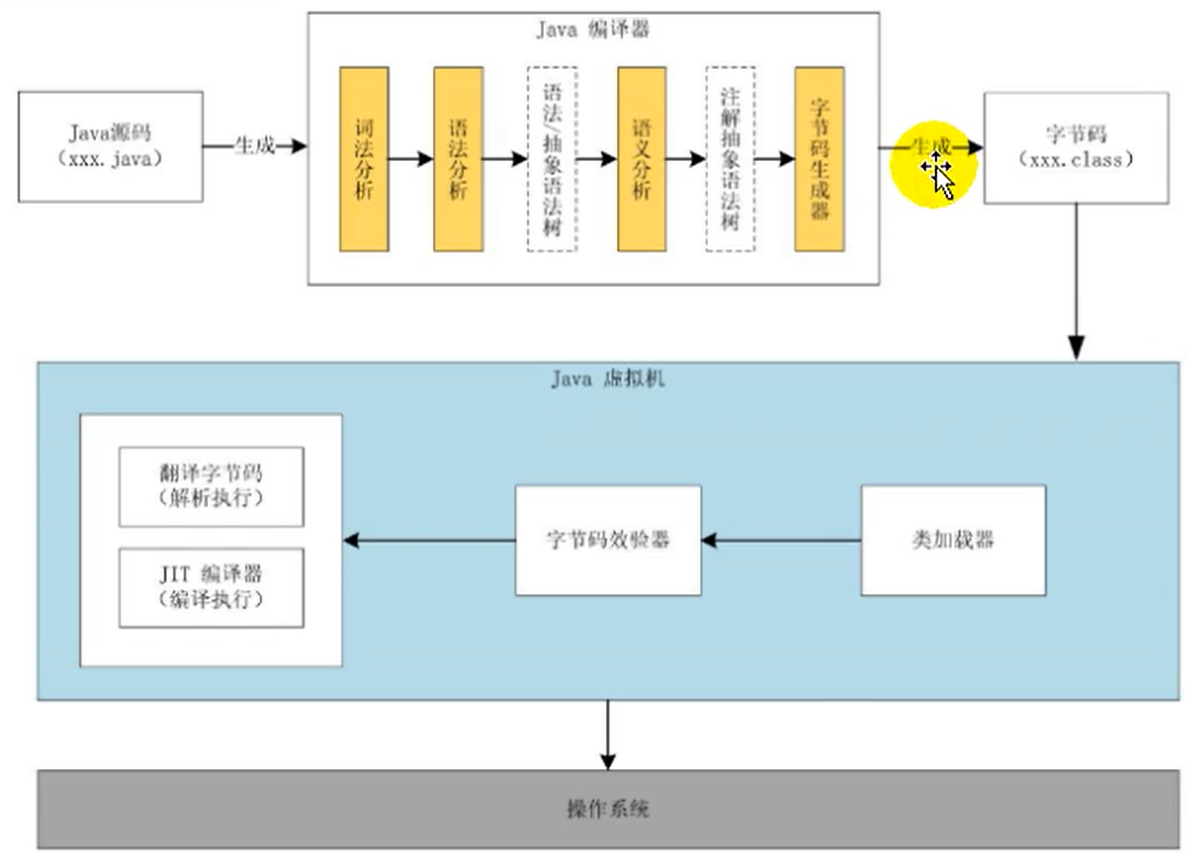 Java 编译器
Java源码
（xxx.java）
生成
词法分析
语法分析
语法/抽象语法树
语义分析
注解抽象语法树
字节码生成器
生成
字节码
（xxx.class）
Java 虚拟机
翻译字节码
（解析执行）
JIT 编译器
（编译执行）
字节码效验器
类加载器
操作系统